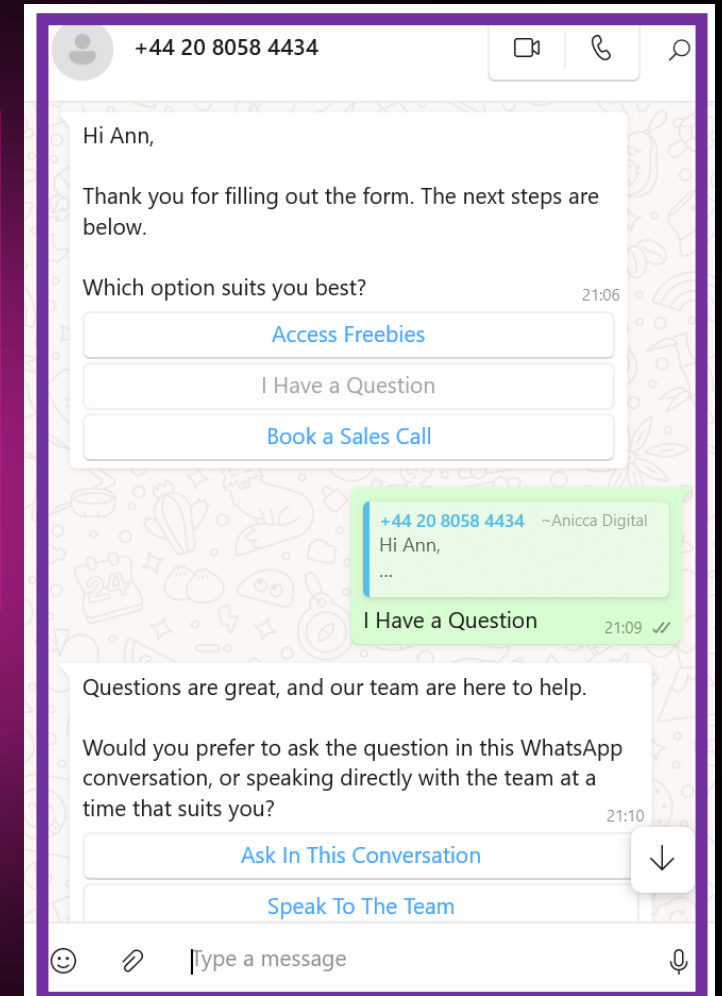 +44 20 8058 4434
Hi Ann,
Thank you for filling out the form. The next steps are
below.
Which option suits you best?
21:06
Access Freebies
I Have a Question
Book a Sales Call
+44 20 8058 4434 ~Anicca Digital
Hi Ann,
...
I Have a Question
21:09
24
Questions are great, and our team are here to help.
Would you prefer to ask the question in this WhatsApp
conversation, or speaking directly with the team at a
time that suits you?
21:10
Ask In This Conversation
Speak To The Team
Type a message